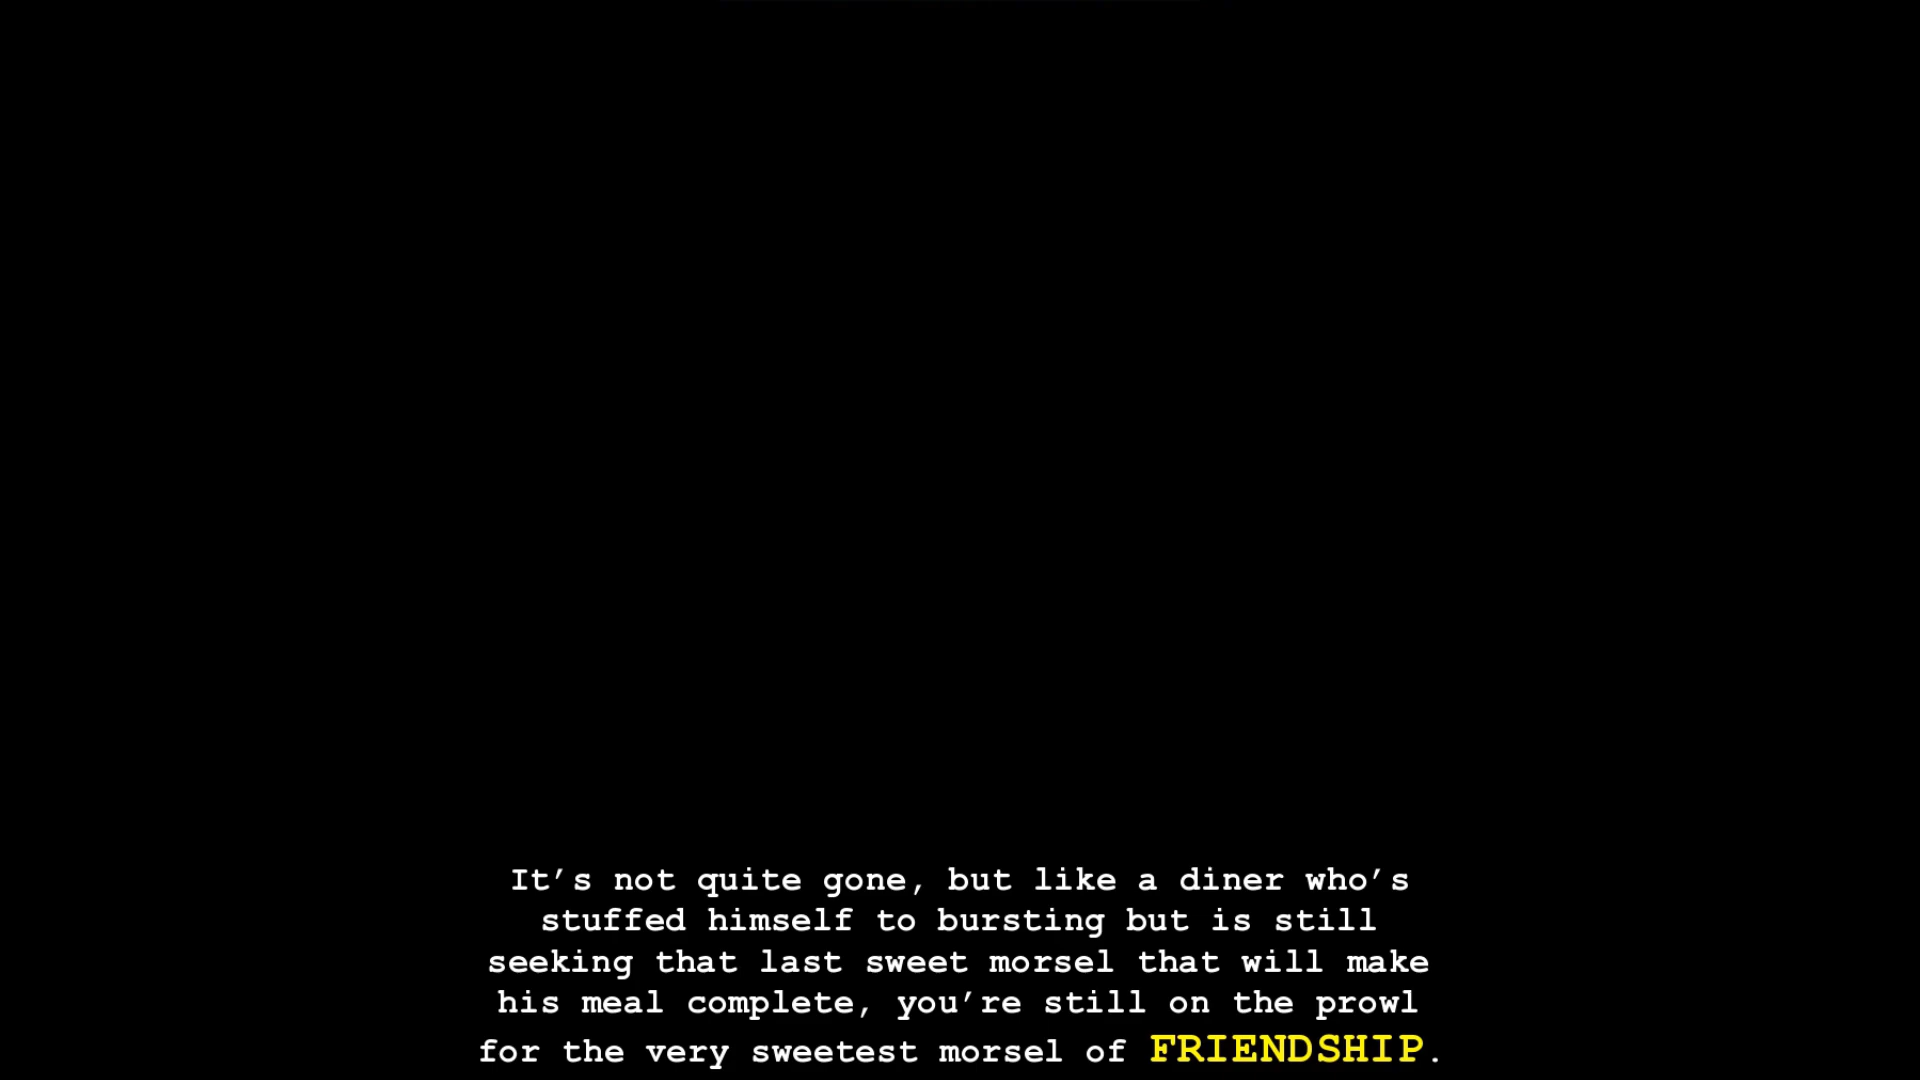 It’s not quite gone, but like a diner who’s
stuffed himself to bursting but is still
seeking that last sweet morsel that will make
his meal complete, you’re still on the prowl
for the very sweetest morsel of FRIENDSHIP.